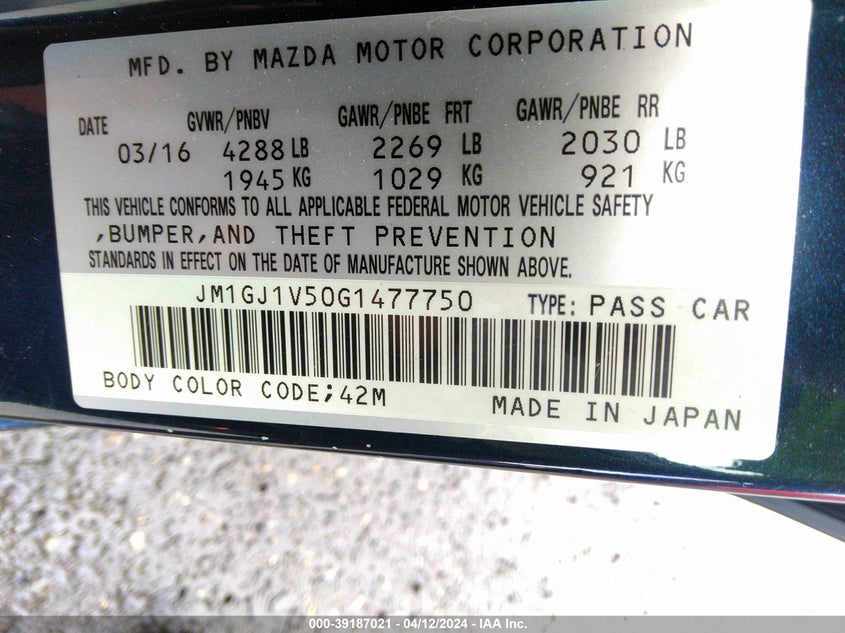 MFD. BY MAZDA MOTOR CORPORATION
DATE GVWR/PNBV GAWR/PNBE FRT GAWR/PNBE RR
03/16 4288 LB 2269 LB 2030 LB
1945 KG 1029 KG 921 KG
THIS VEHICLE CONFORMS TO ALL APPLICABLE FEDERAL MOTOR VEHICLE SAFETY
,BUMPER,AND THEFT PREVENTION
STANDARDS IN EFFECT ON THE DATE OF MANUFACTURE SHOWN ABOVE.
JM1GJ1V50G1477750 TYPE: PASS CAR
BODY COLOR CODE;42M MADE IN JAPAN
000-39187021 - 04/12/2024 - IAA Inc.